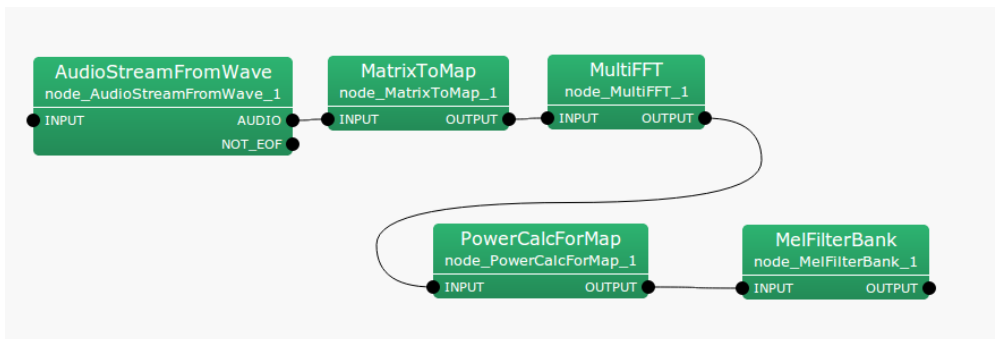 AudioStreamFromWave
node_AudioStreamFromWave_1
INPUT
AUDIO
NOT_EOF
MatrixToMap
node_MatrixToMap_1
INPUT
OUTPUT
MultiFFT
node_MultiFFT_1
INPUT
OUTPUT
PowerCalcForMap
node_PowerCalcForMap_1
INPUT
OUTPUT
MelFilterBank
node_MelFilterBank_1
INPUT
OUTPUT